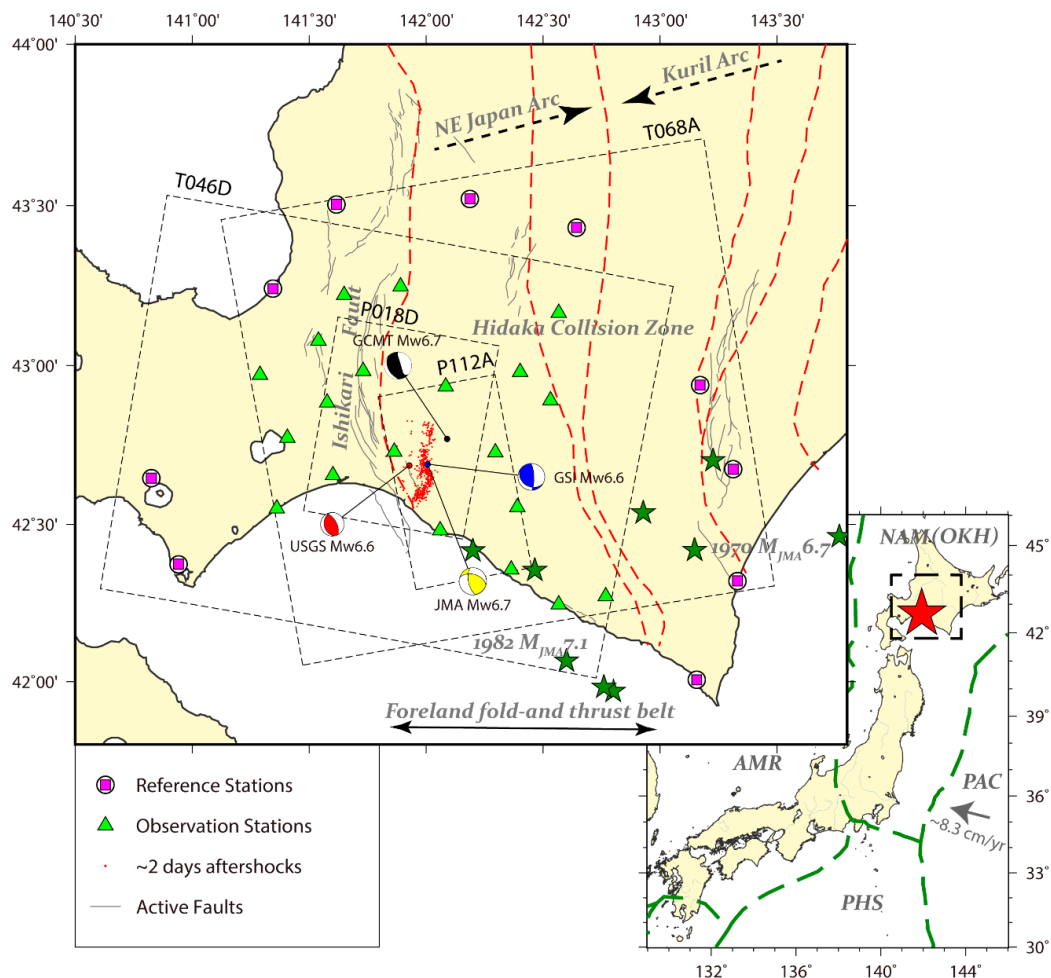 140°30'
141°00'
141°30'
142°00'
142°30'
143°00'
143°30'
44°00'
43°30'
43°00'
42°30'
42°00'
Kuril Arc
NE Japan Arc
T068A
T046D
P018D
GCMT Mw6.7
Hidaka Collision Zone
P112A
Ishikari Fault
GSI Mw6.6
USGS Mw6.6
JMA Mw6.7
1970 MJMA6.7
1982 MJMA7.1
Foreland fold-and thrust belt
Reference Stations
Observation Stations
~2 days aftershocks
Active Faults
NAM(OKH)
AMR
PAC
~8.3 cm/yr
PHS
45°
42°
39°
36°
33°
30°
132°
136°
140°
144°